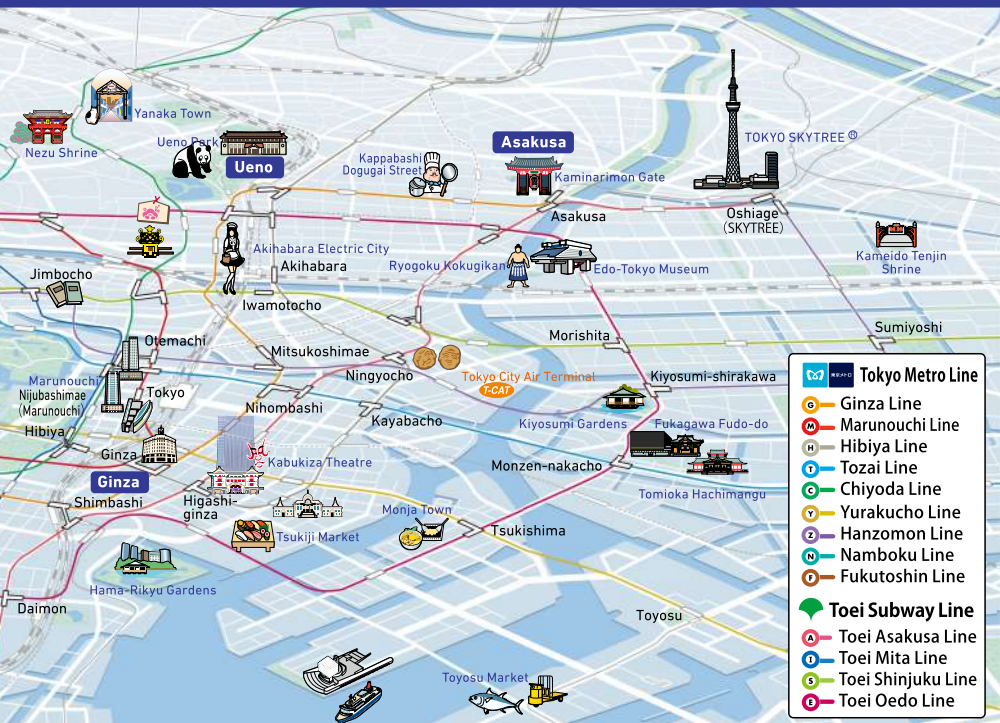 Yanaka Town
Nezu Shrine
Ueno Park
Ueno
Kappabashi
Dogugai Street
Asakusa
Kaminarimon Gate
TOKYO SKYTREE ®
Asakusa
Oshiage
(SKYTREE)
Kameido Tenjin
Shrine
Akihabara Electric City
Akihabara
Ryogoku Kokugikan
Edo-Tokyo Museum
Jimbocho
Iwamotocho
Otemachi
Mitsukoshimae
Morishita
Sumiyoshi
Ningyocho
Tokyo City Air Terminal
T-CAT
Kiyosumi-shirakawa
Marunouchi
Nijubashimae
(Marunouchi)
Tokyo
Nihombashi
Kayabacho
Kiyosumi Gardens
Fukagawa Fudo-do
Hibiya
Ginza
Kabukiza Theatre
Monzen-nakacho
Tomioka Hachimangu
Ginza
Shimbashi
Higashi-
ginza
Tsukiji Market
Monja Town
Tsukishima
Hama-Rikyu Gardens
Daimon
Toyosu
Toyosu Market
東京メトロ
Tokyo Metro Line
G Ginza Line
M Marunouchi Line
H Hibiya Line
T Tozai Line
C Chiyoda Line
Y Yurakucho Line
Z Hanzomon Line
N Namboku Line
F Fukutoshin Line
Toei Subway Line
A Toei Asakusa Line
I Toei Mita Line
S Toei Shinjuku Line
E Toei Oedo Line